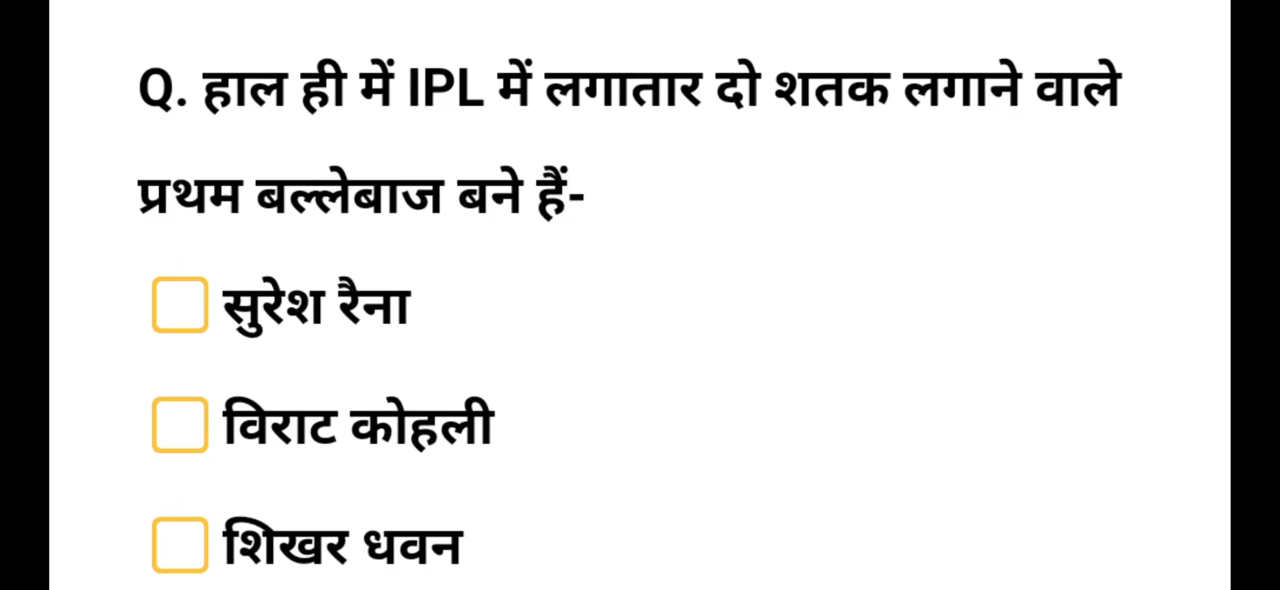 Q. हाल ही में IPL में लगातार दो शतक लगाने वाले
प्रथम बल्लेबाज बने हैं-
सुरेश रैना
विराट कोहली
शिखर धवन